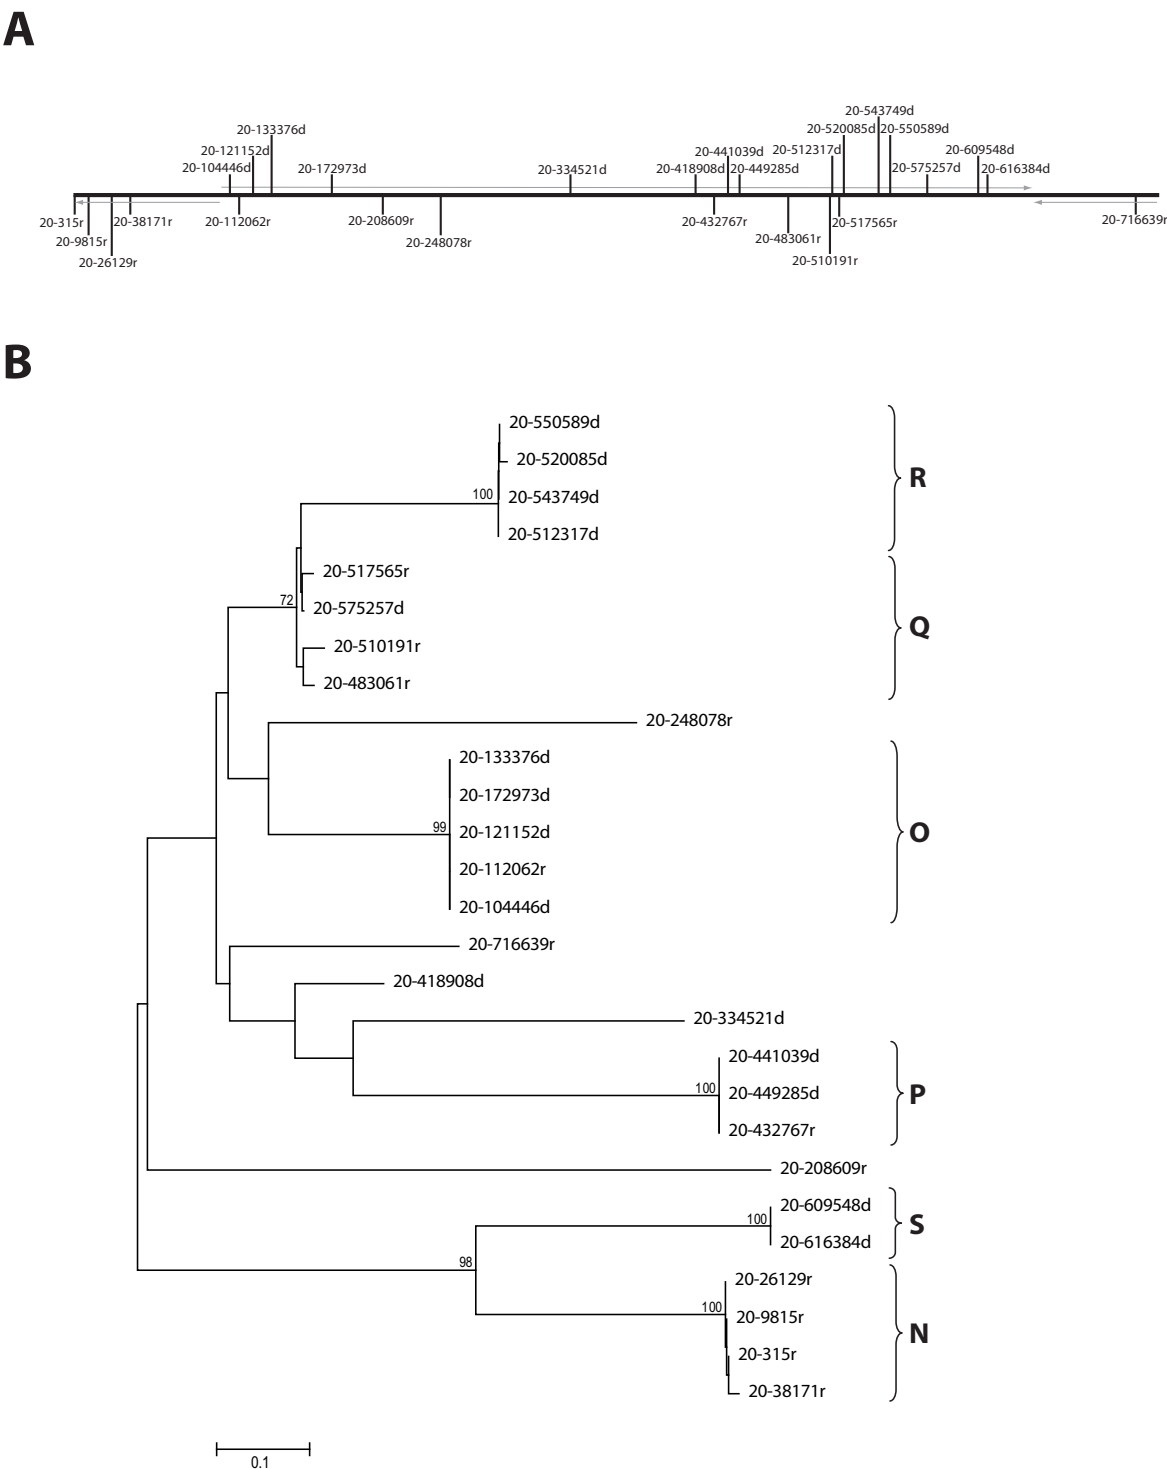 A
20-543749d
20-133376d 20-520085d 20-550589d
20-121152d 20-441039d 20-512317d 20-609548d
20-104446d 20-172973d 20-334521d 20-418908d 20-449285d 20-575257d 20-616384d
20-315r 20-38171r 20-112062r 20-208609r 20-432767r 20-517565r 20-716639r
20-9815r 20-248078r 20-483061r
20-26129r 20-510191r
B
20-550589d
20-520085d
R
100 20-543749d
20-512317d
20-517565r
72 20-575257d
Q
20-510191r
20-483061r
20-248078r
20-133376d
20-172973d
99 20-121152d O
20-112062r
20-104446d
20-716639r
20-418908d
20-334521d
20-441039d
100 20-449285d P
20-432767r
20-208609r
20-609548d
100 S
20-616384d
98
20-26129r
100 20-9815r
N
20-315r
20-38171r
0.1